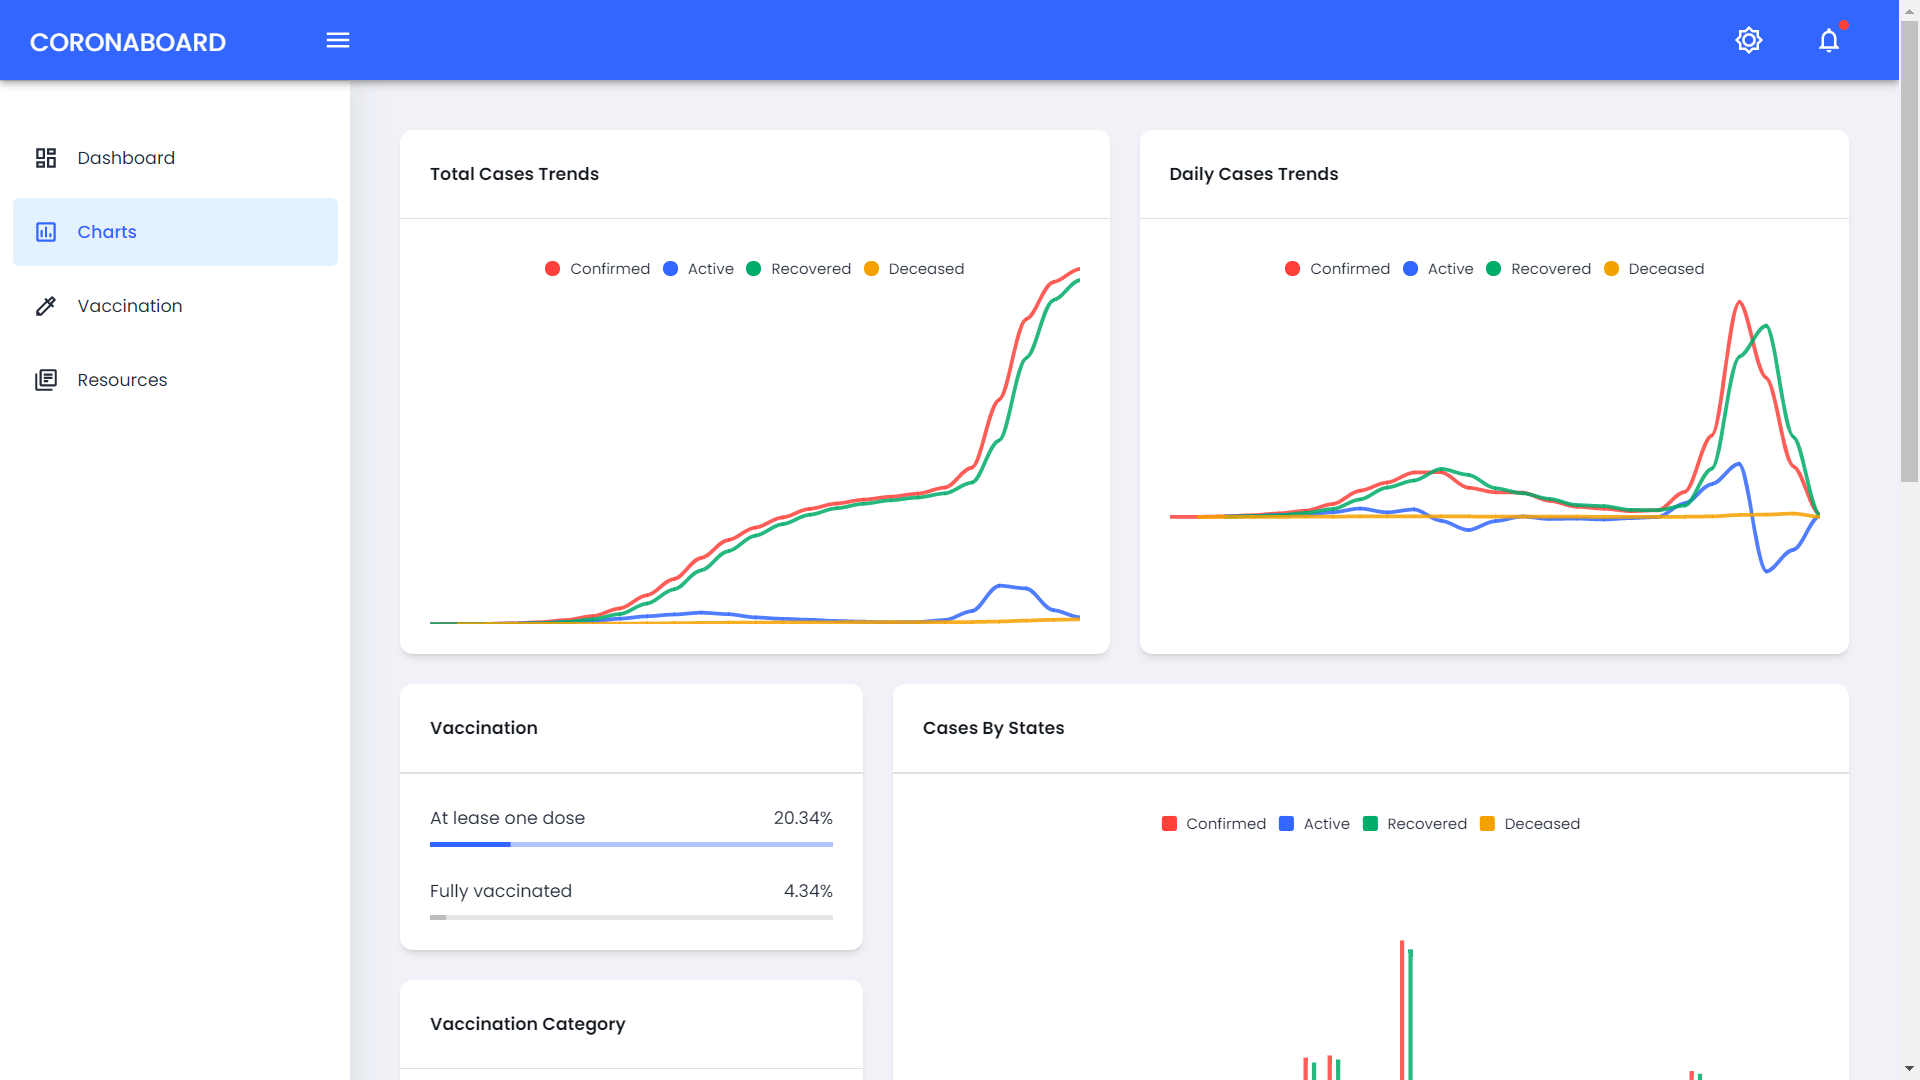 CORONABOARD
Dashboard
Charts
Vaccination
Resources
Total Cases Trends
Confirmed Active Recovered Deceased
Daily Cases Trends
Confirmed Active Recovered Deceased
Vaccination
At lease one dose 20.34%
Fully vaccinated 4.34%
Cases By States
Confirmed Active Recovered Deceased
Vaccination Category